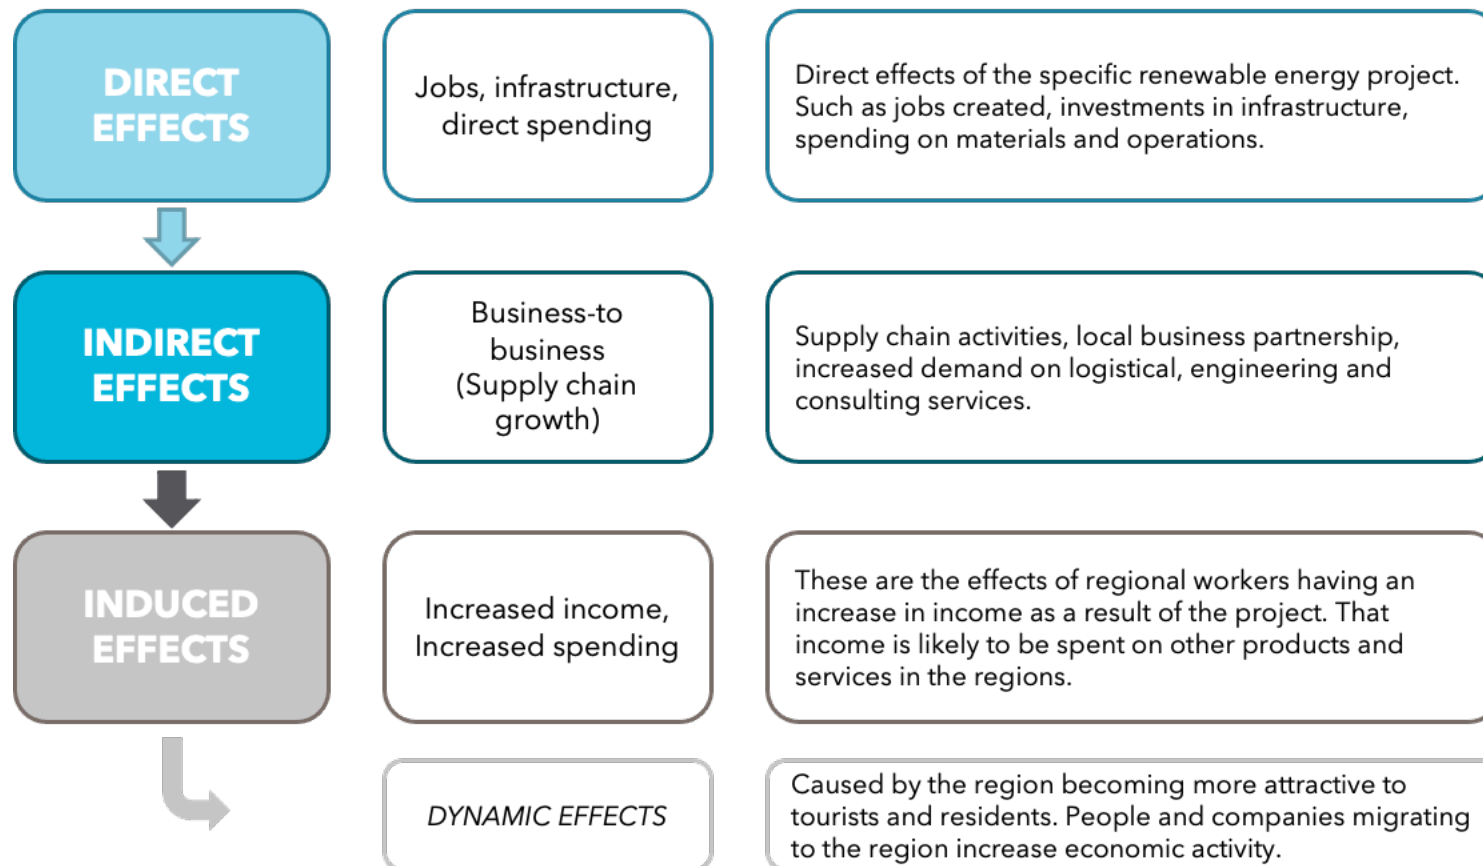 DIRECT
EFFECTS
Jobs, infrastructure,
direct spending
Direct effects of the specific renewable energy project.
Such as jobs created, investments in infrastructure,
spending on materials and operations.
INDIRECT
EFFECTS
Business-to
business
(Supply chain
growth)
Supply chain activities, local business partnership,
increased demand on logistical, engineering and
consulting services.
INDUCED
EFFECTS
Increased income,
Increased spending
These are the effects of regional workers having an
increase in income as a result of the project. That
income is likely to be spent on other products and
services in the regions.
DYNAMIC EFFECTS
Caused by the region becoming more attractive to
tourists and residents. People and companies migrating
to the region increase economic activity.